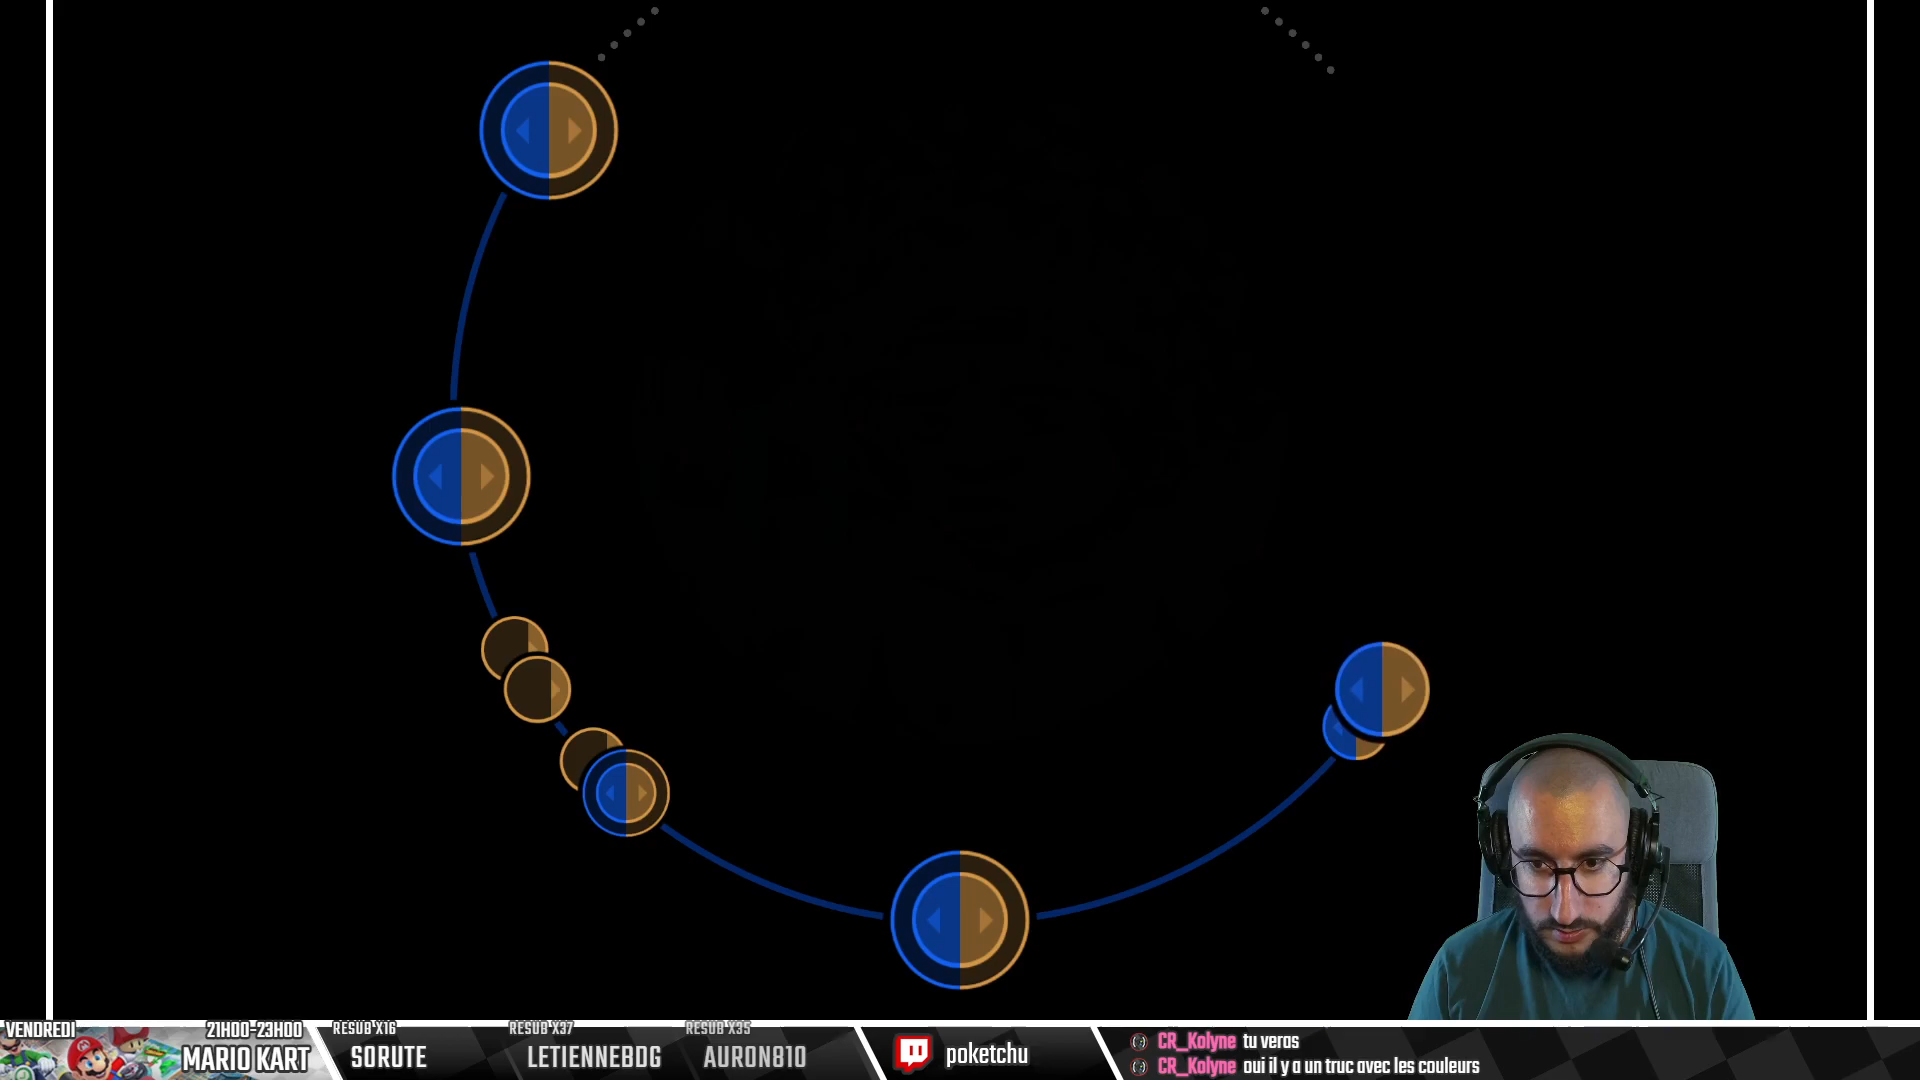 VENDREDI
21H00-23H00
MARIO KART
RESUB X16
SORUTE
RESUB X37
LETIENNEBDG
RESUB X35
AURON810
poketchu
CR_Kolyne tu veras
CR_Kolyne oui il y a un truc avec les couleurs